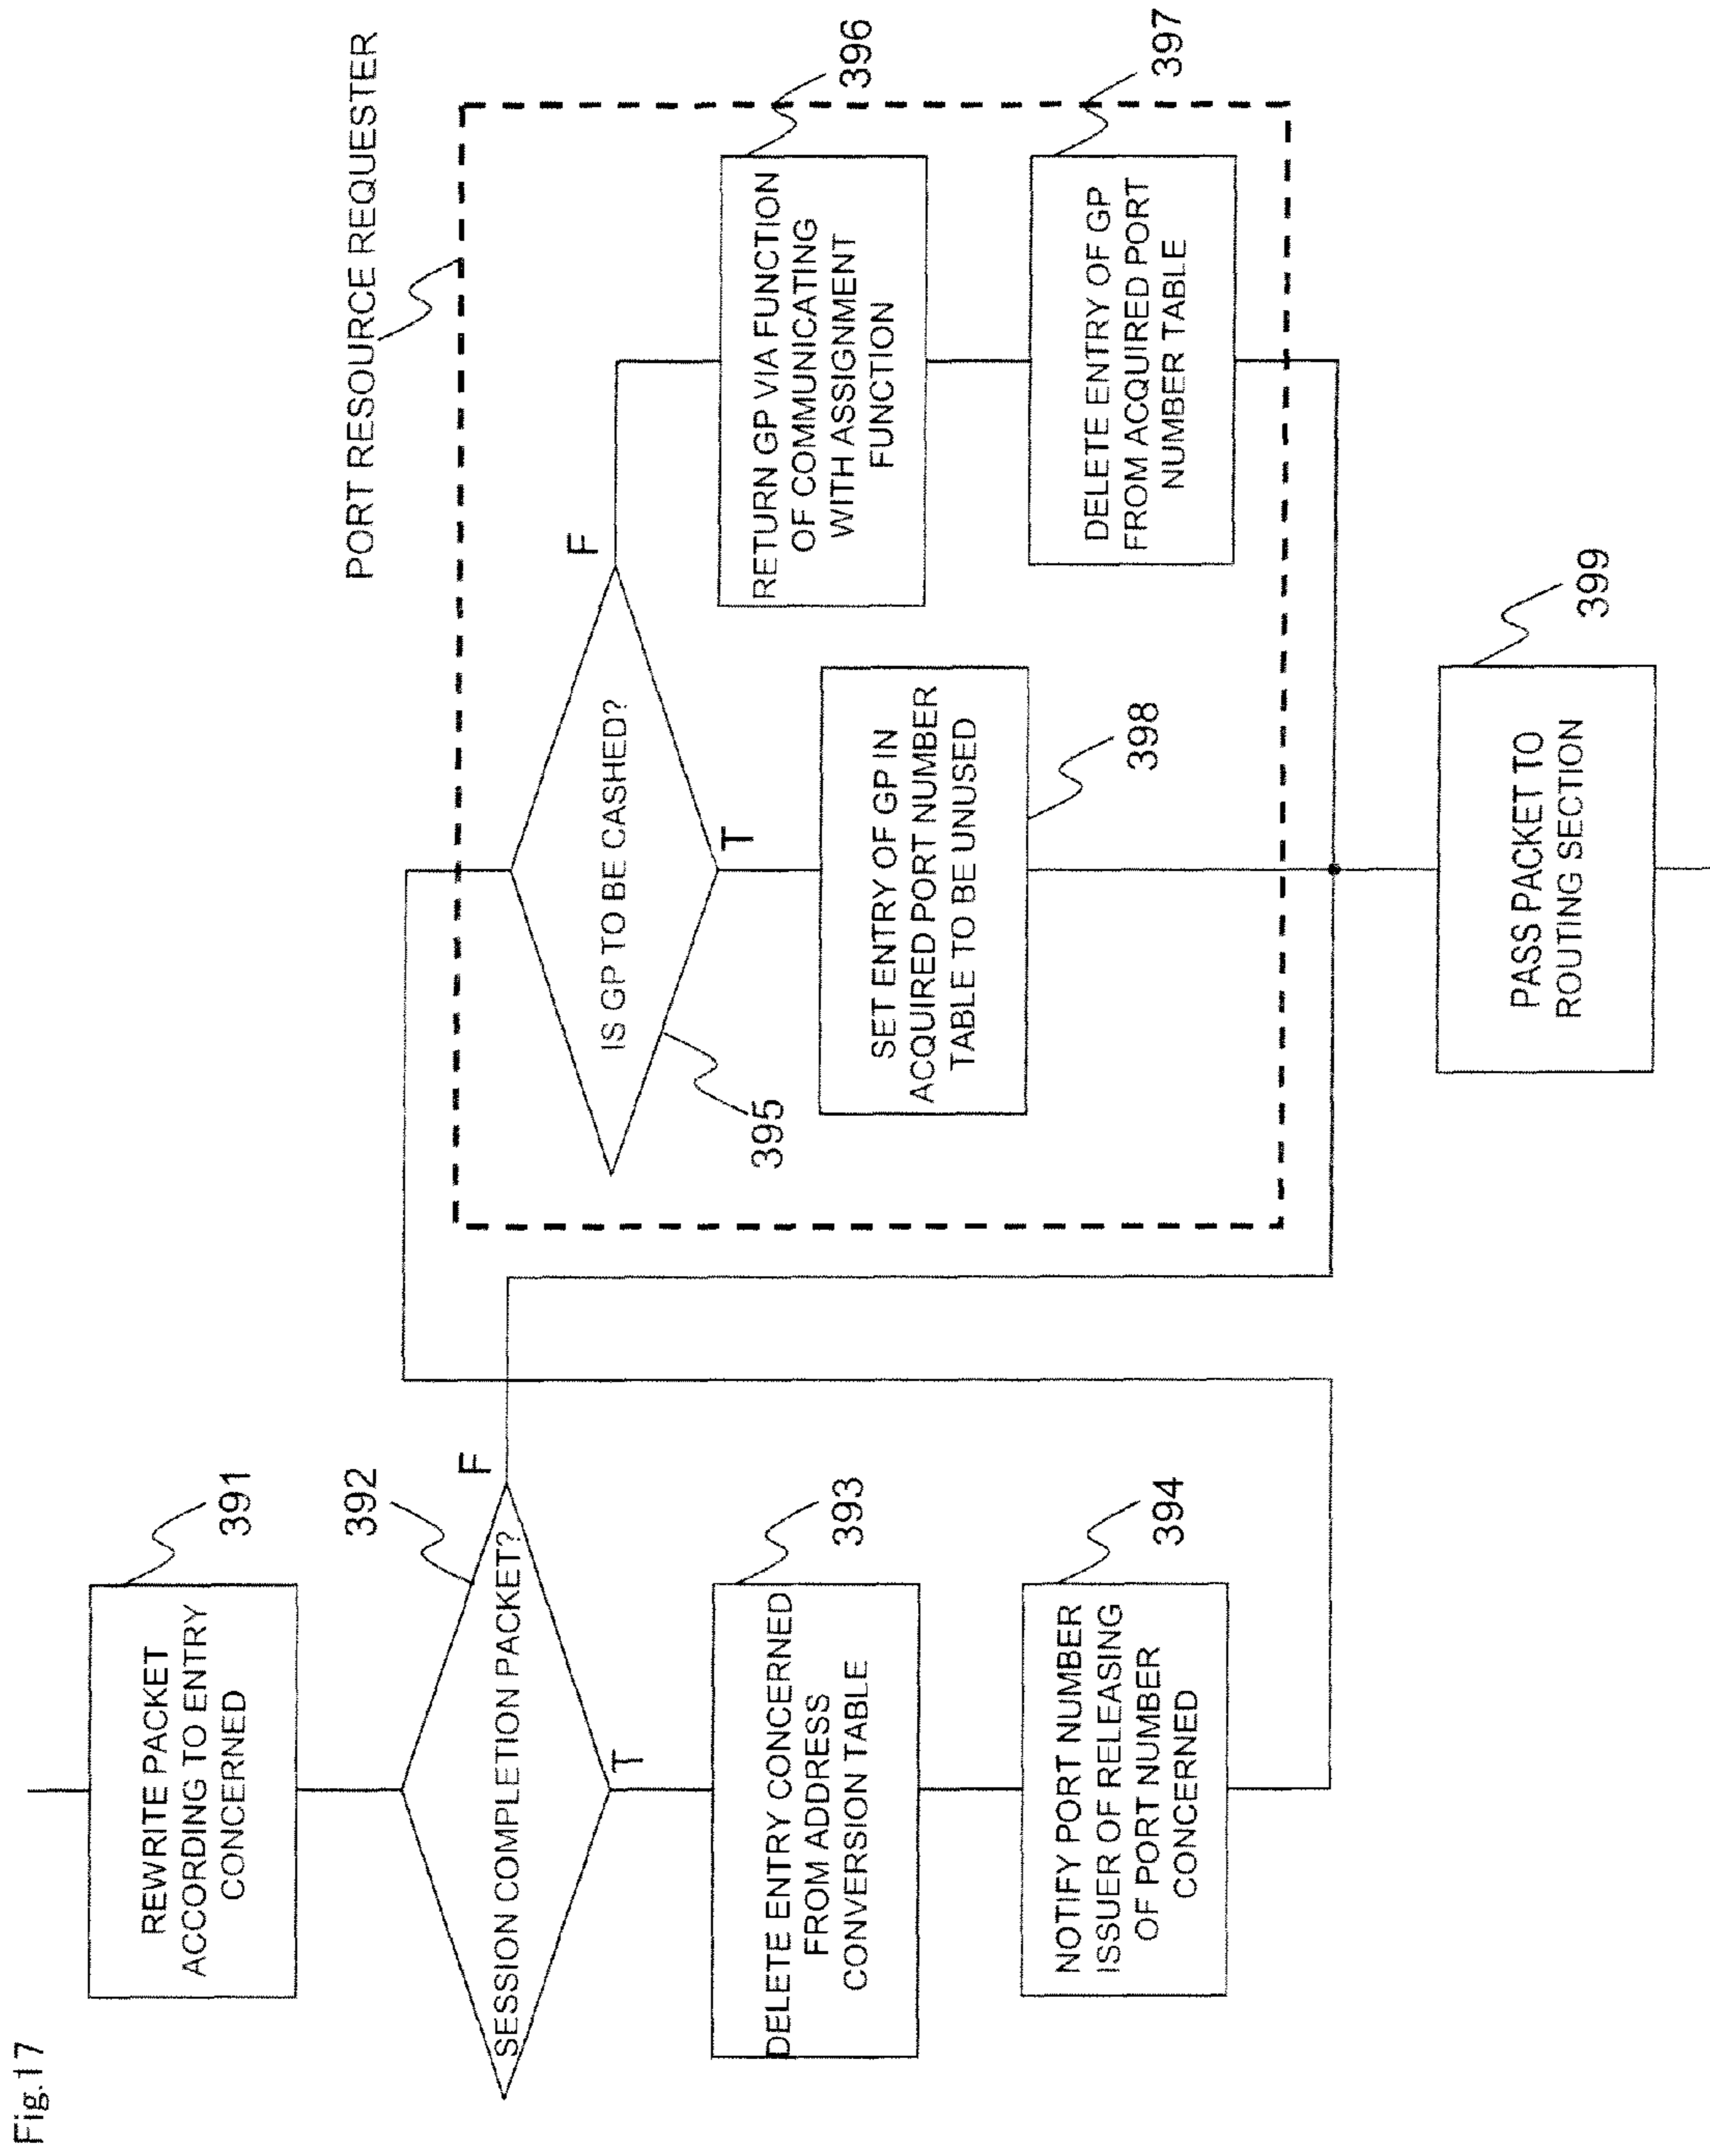 Fig.17
REWRITE PACKET
ACCORDING TO ENTRY
CONCERNED
391
SESSION COMPLETION PACKET?
392
F
T
DELETE ENTRY CONCERNED
FROM ADDRESS
CONVERSION TABLE
393
NOTIFY PORT NUMBER
ISSUER OF RELEASING
OF PORT NUMBER
CONCERNED
394
PORT RESOURCE REQUESTER
IS GP TO BE CASHED?
395
F
T
RETURN GP VIA FUNCTION
OF COMMUNICATING
WITH ASSIGNMENT
FUNCTION
396
DELETE ENTRY OF GP
FROM ACQUIRED PORT
NUMBER TABLE
397
SET ENTRY OF GP IN
ACQUIRED PORT NUMBER
TABLE TO BE UNUSED
398
PASS PACKET TO
ROUTING SECTION
399